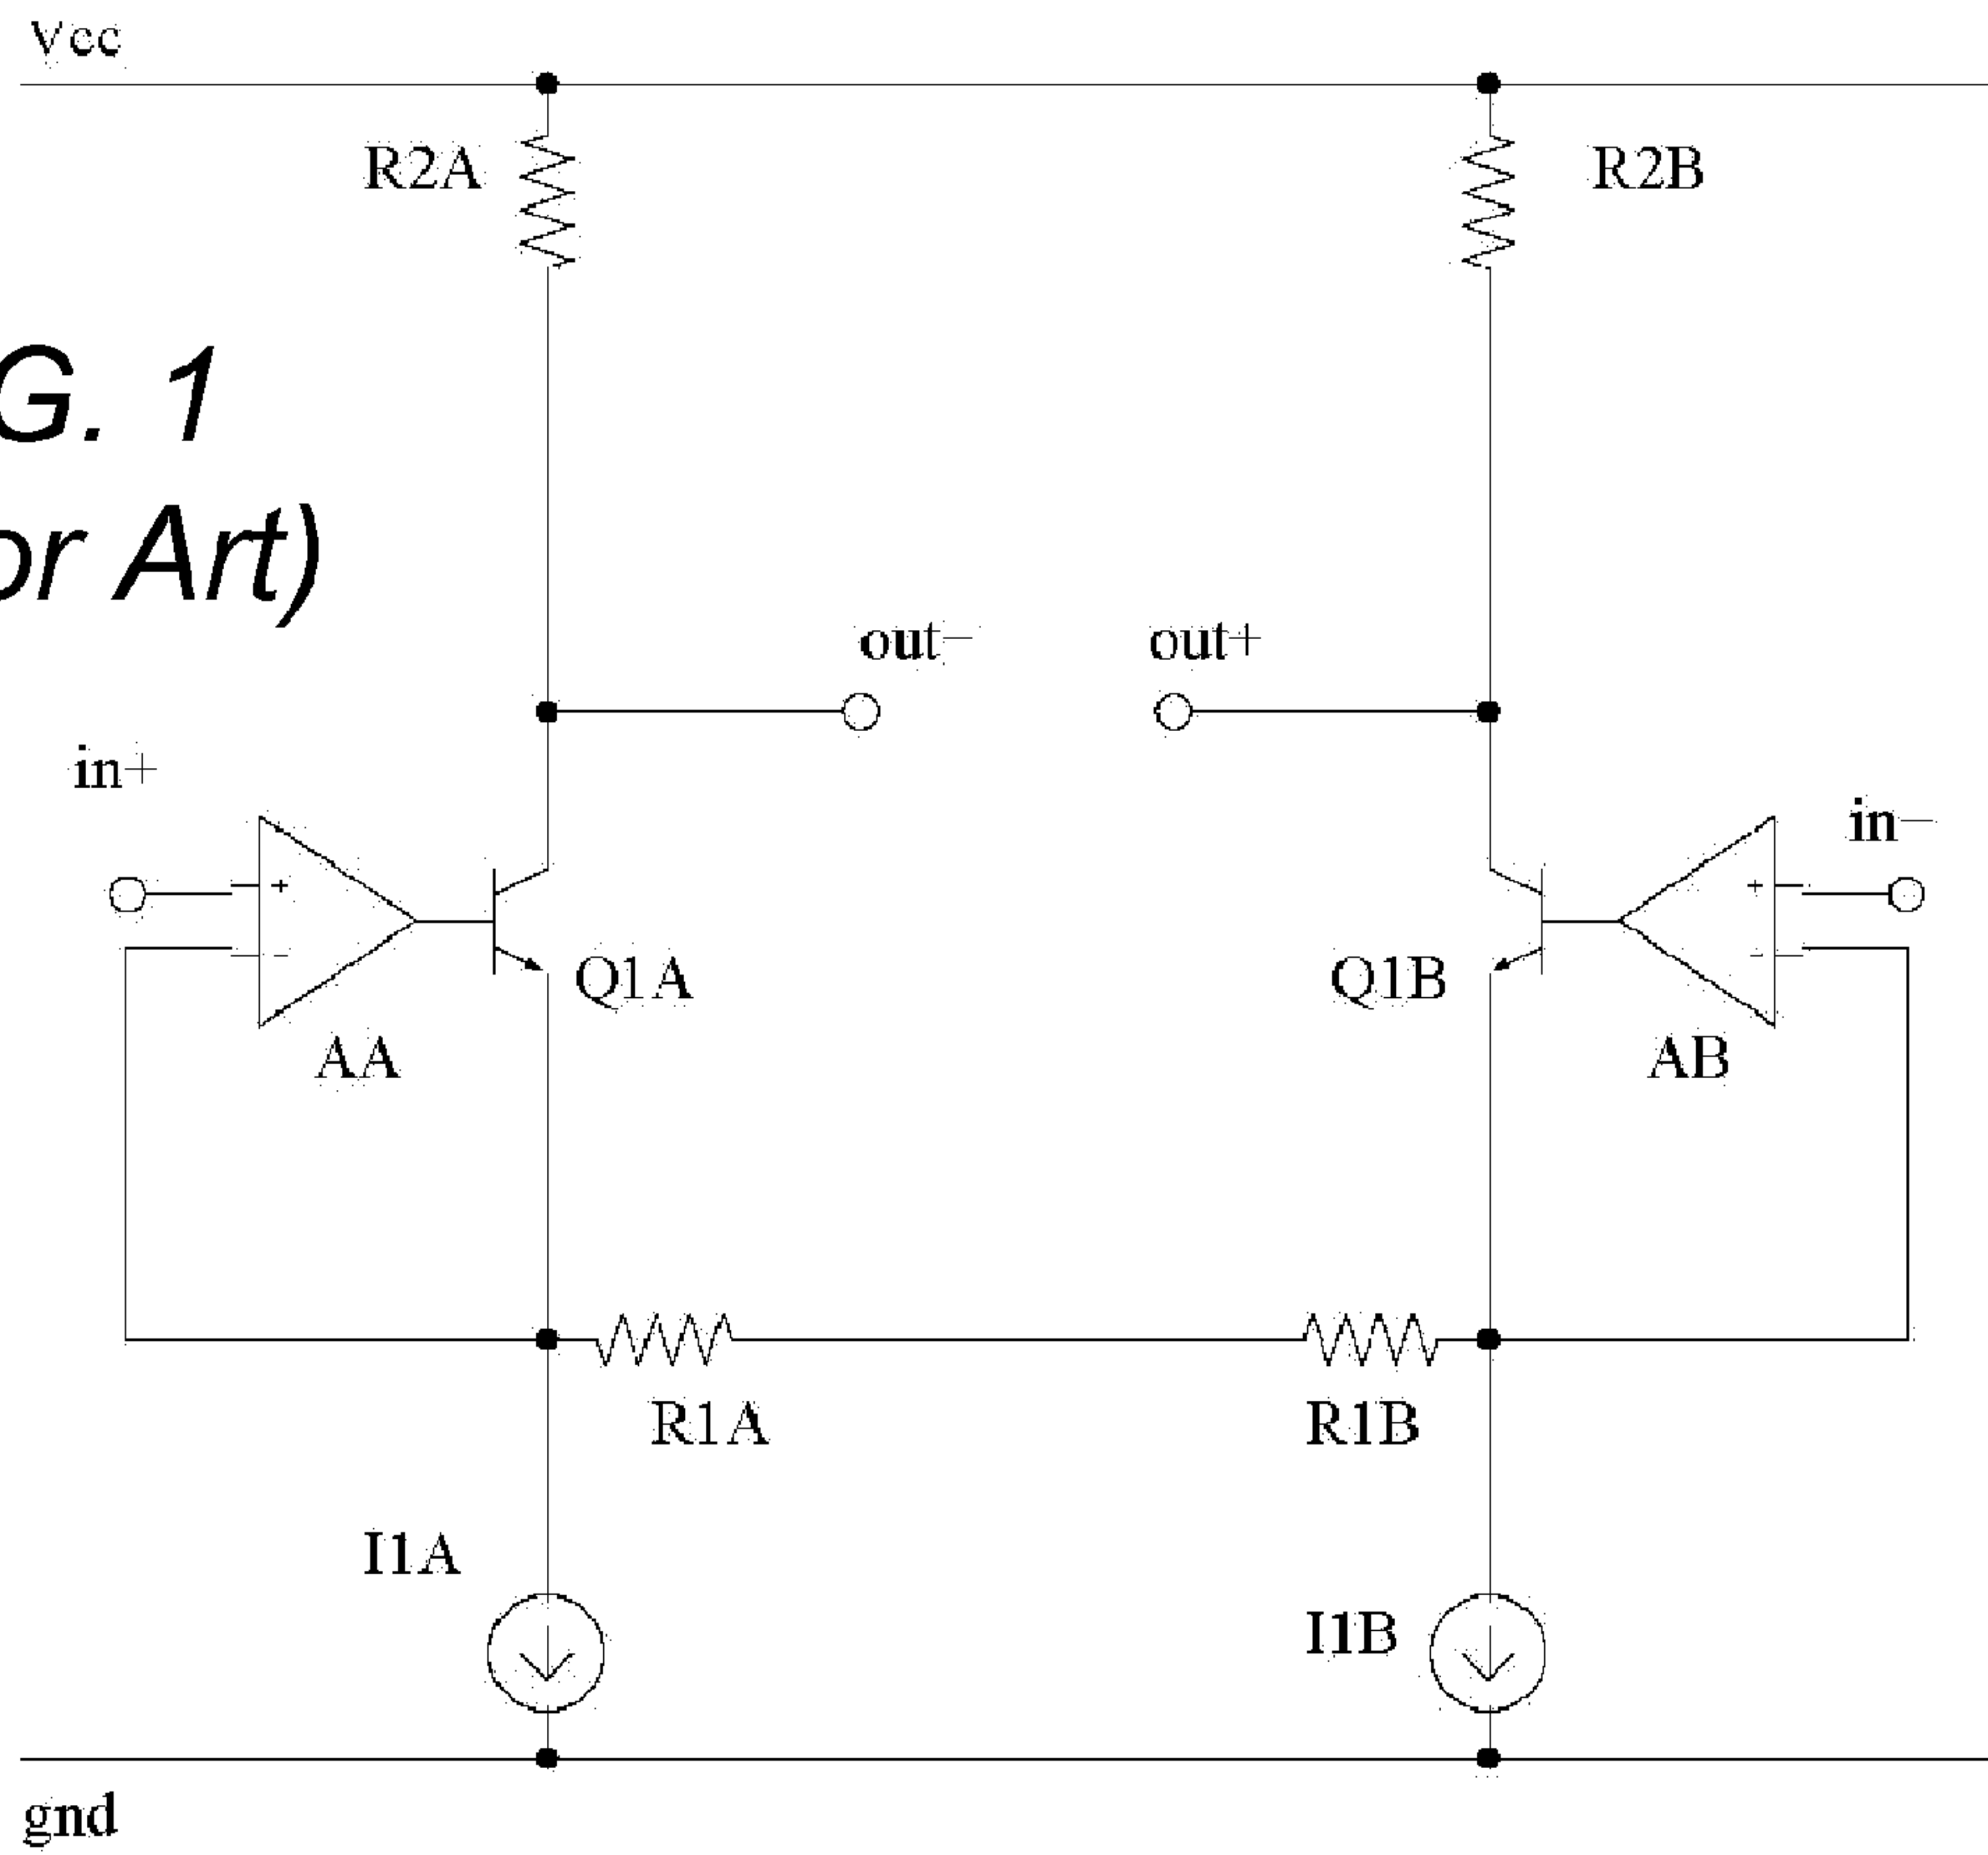 Vcc
R2A
R2B
G. 1
or Art)
out−
out+
in+
in−
+
+
−
−
Q1A
Q1B
AA
AB
R1A
R1B
I1A
I1B
gnd